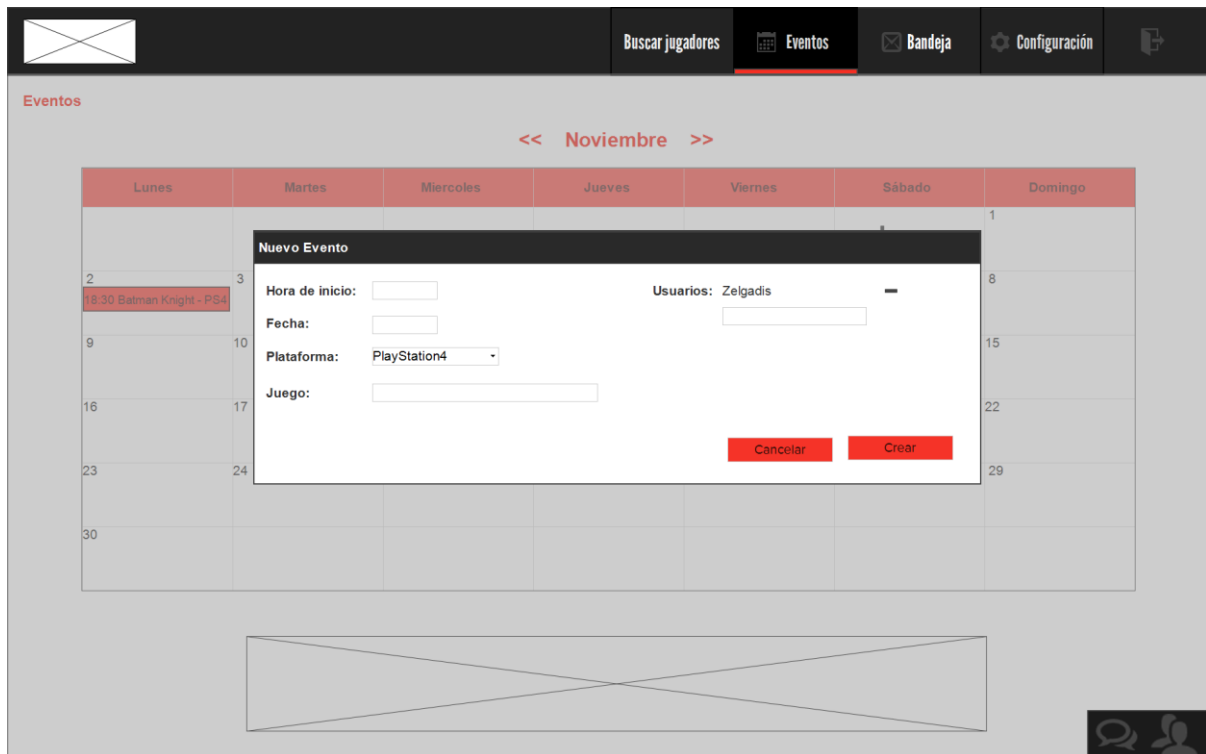 Buscar jugadores Eventos Bandeja Configuración
Eventos
<< Noviembre >>
Lunes Martes Miercoles Jueves Viernes Sábado Domingo
1
Nuevo Evento
2 3 8
18:30 Batman Knight - PS4
Hora de inicio:
Usuarios: Zelgadis
Fecha:
9 10 15
Plataforma: PlayStation4
Juego:
16 17 22
Cancelar Crear
23 24 29
30